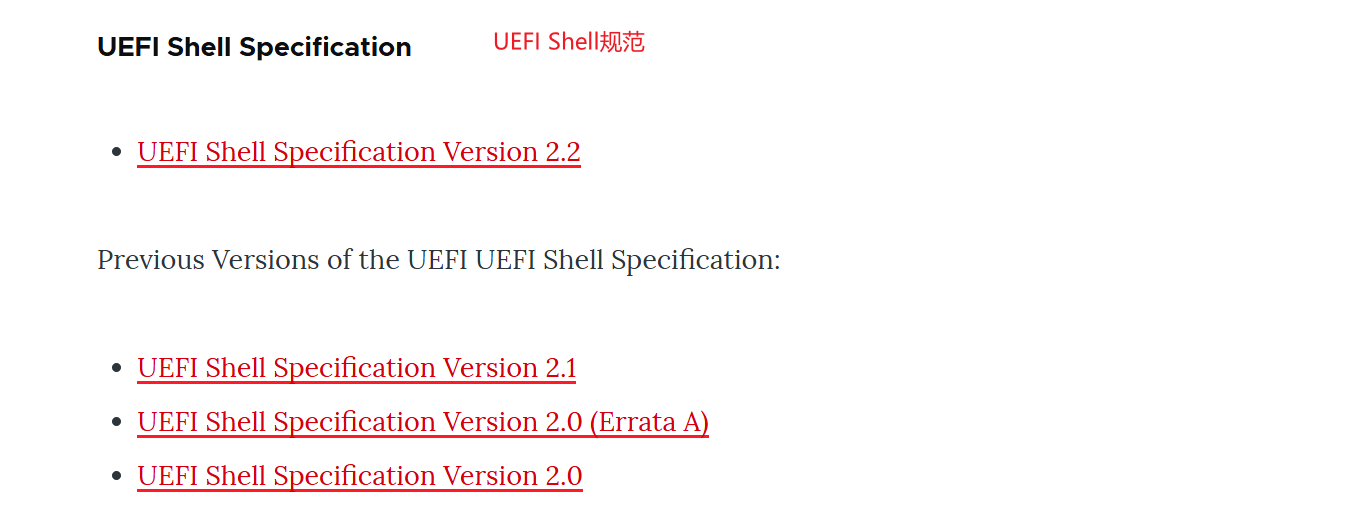 UEFI Shell Specification UEFI Shell规范
UEFI Shell Specification Version 2.2
Previous Versions of the UEFI UEFI Shell Specification:
UEFI Shell Specification Version 2.1
UEFI Shell Specification Version 2.0 (Errata A)
UEFI Shell Specification Version 2.0